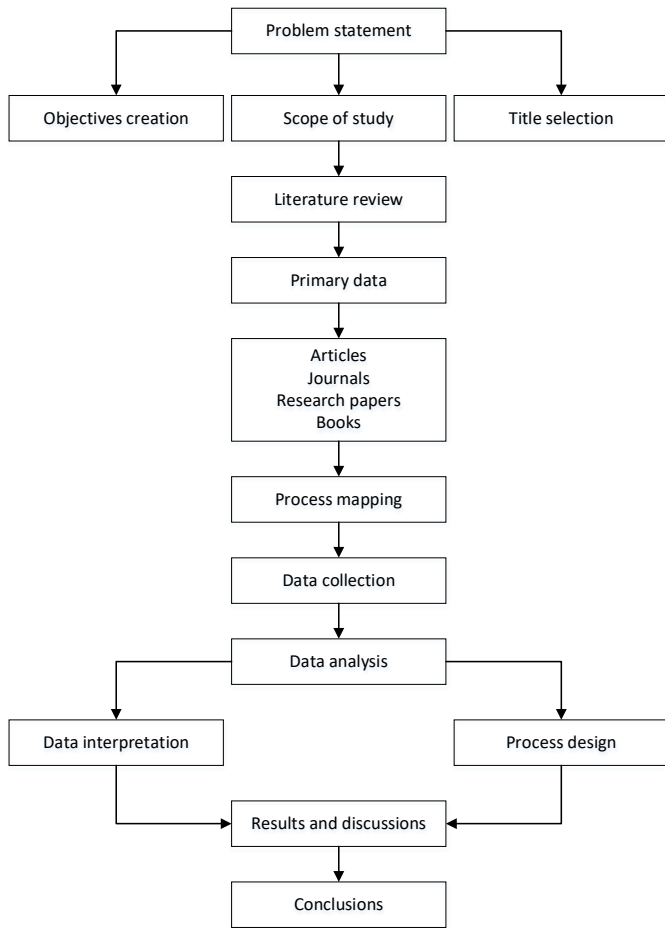 Problem statement
Objectives creation
Scope of study
Title selection
Literature review
Primary data
Articles
Journals
Research papers
Books
Process mapping
Data collection
Data analysis
Data interpretation
Process design
Results and discussions
Conclusions